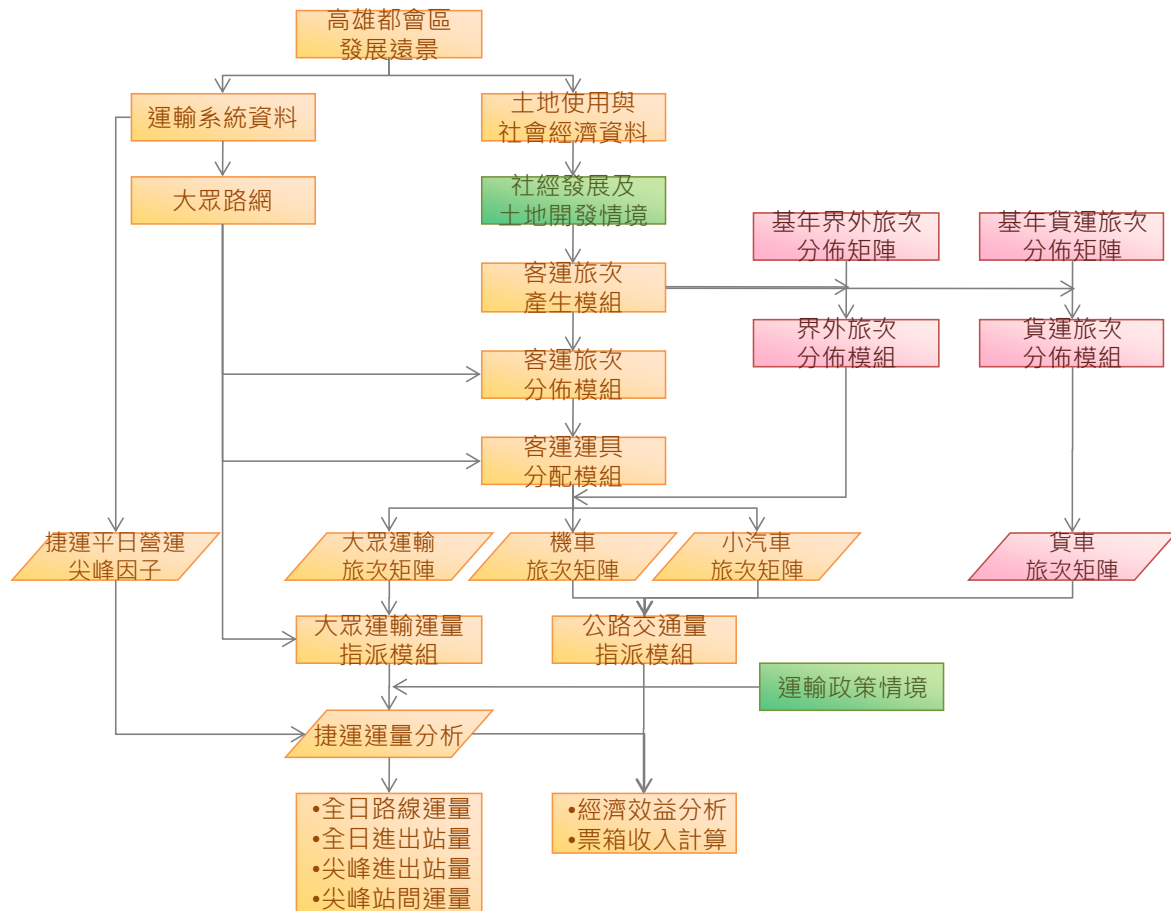 高雄都會區
發展遠景
運輸系統資料
土地使用與
社會經濟資料
大眾路網
社經發展及
土地開發情境
基年界外旅次
分佈矩陣
基年貨運旅次
分佈矩陣
客運旅次
產生模組
界外旅次
分佈模組
貨運旅次
分佈模組
客運旅次
分佈模組
客運運具
分配模組
捷運平日營運
尖峰因子
大眾運輸
旅次矩陣
機車
旅次矩陣
小汽車
旅次矩陣
貨車
旅次矩陣
大眾運輸運量
指派模組
公路交通量
指派模組
運輸政策情境
捷運運量分析
•全日路線運量
•全日進出站量
•尖峰進出站量
•尖峰站間運量
•經濟效益分析
•票箱收入計算